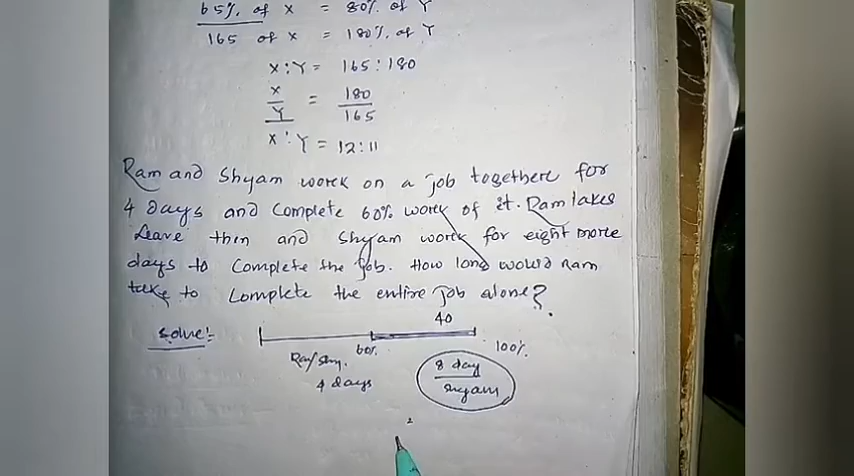 65% of X = 80% of Y
165 of X = 180% of Y
X:Y = 165:180
X/Y = 180/165
X:Y = 12:11
Ram and Shyam work on a job togethere for
4 days and complete 60% work of it. Ram takes
Leave then and Shyam work for eight more
days to complete the job. How long would Ram
take to complete the entire job alone?
Solve:-
40
60%
100%
Ram/Shy.
4 days
8 day
Shyam